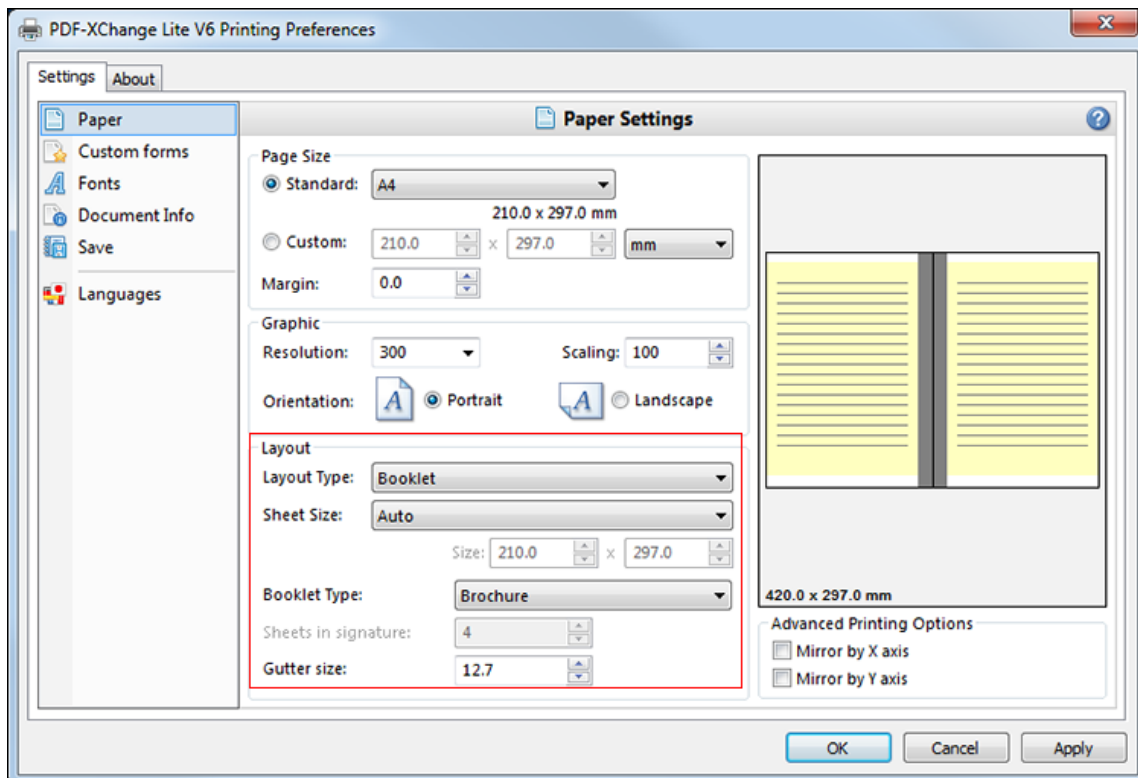 PDF-XChange Lite V6 Printing Preferences
Settings About
Paper
Custom forms
Fonts
Document Info
Save
Languages
Paper Settings
Page Size
Standard: A4
210.0 x 297.0 mm
Custom: 210.0 x 297.0 mm
Margin: 0.0
Graphic
Resolution: 300 Scaling: 100
Orientation: A Portrait A Landscape
Layout
Layout Type: Booklet
Sheet Size: Auto
Size: 210.0 x 297.0
Booklet Type: Brochure
Sheets in signature: 4
Gutter size: 12.7
420.0 x 297.0 mm
Advanced Printing Options
Mirror by X axis
Mirror by Y axis
OK Cancel Apply